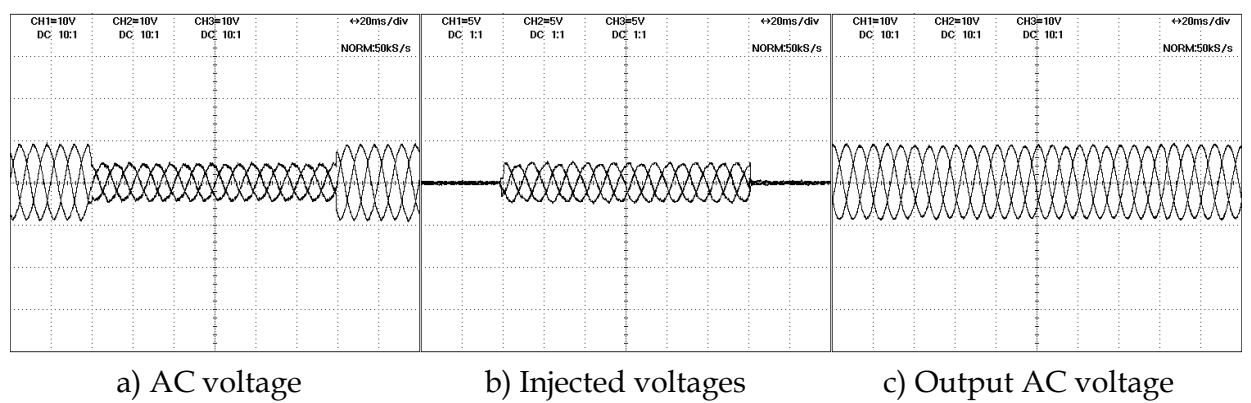 CH1=10V CH2=10V CH3=10V ↔20ms/div
DC 10:1 DC 10:1 DC 10:1
NORM:50kS/s
CH1=5V CH2=5V CH3=5V ↔20ms/div
DC 1:1 DC 1:1 DC 1:1
NORM:50kS/s
CH1=10V CH2=10V CH3=10V ↔20ms/div
DC 10:1 DC 10:1 DC 10:1
NORM:50kS/s
a) AC voltage
b) Injected voltages
c) Output AC voltage